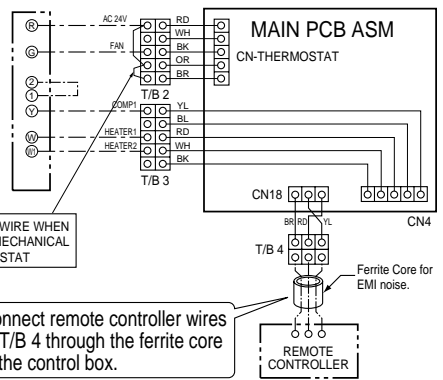 R
G
2
1
Y
W
W1
AC 24V
FAN
COMP1
HEATER1
HEATER2
RD
WH
BK
OR
BR
T/B 2
YL
BL
RD
WH
BK
T/B 3
MAIN PCB ASM
CN-THERMOSTAT
CN18
CN4
BR RD YL
T/B 4
WIRE WHEN
MECHANICAL
STAT
Ferrite Core for
EMI noise.
onnect remote controller wires
T/B 4 through the ferrite core
the control box.
REMOTE
CONTROLLER